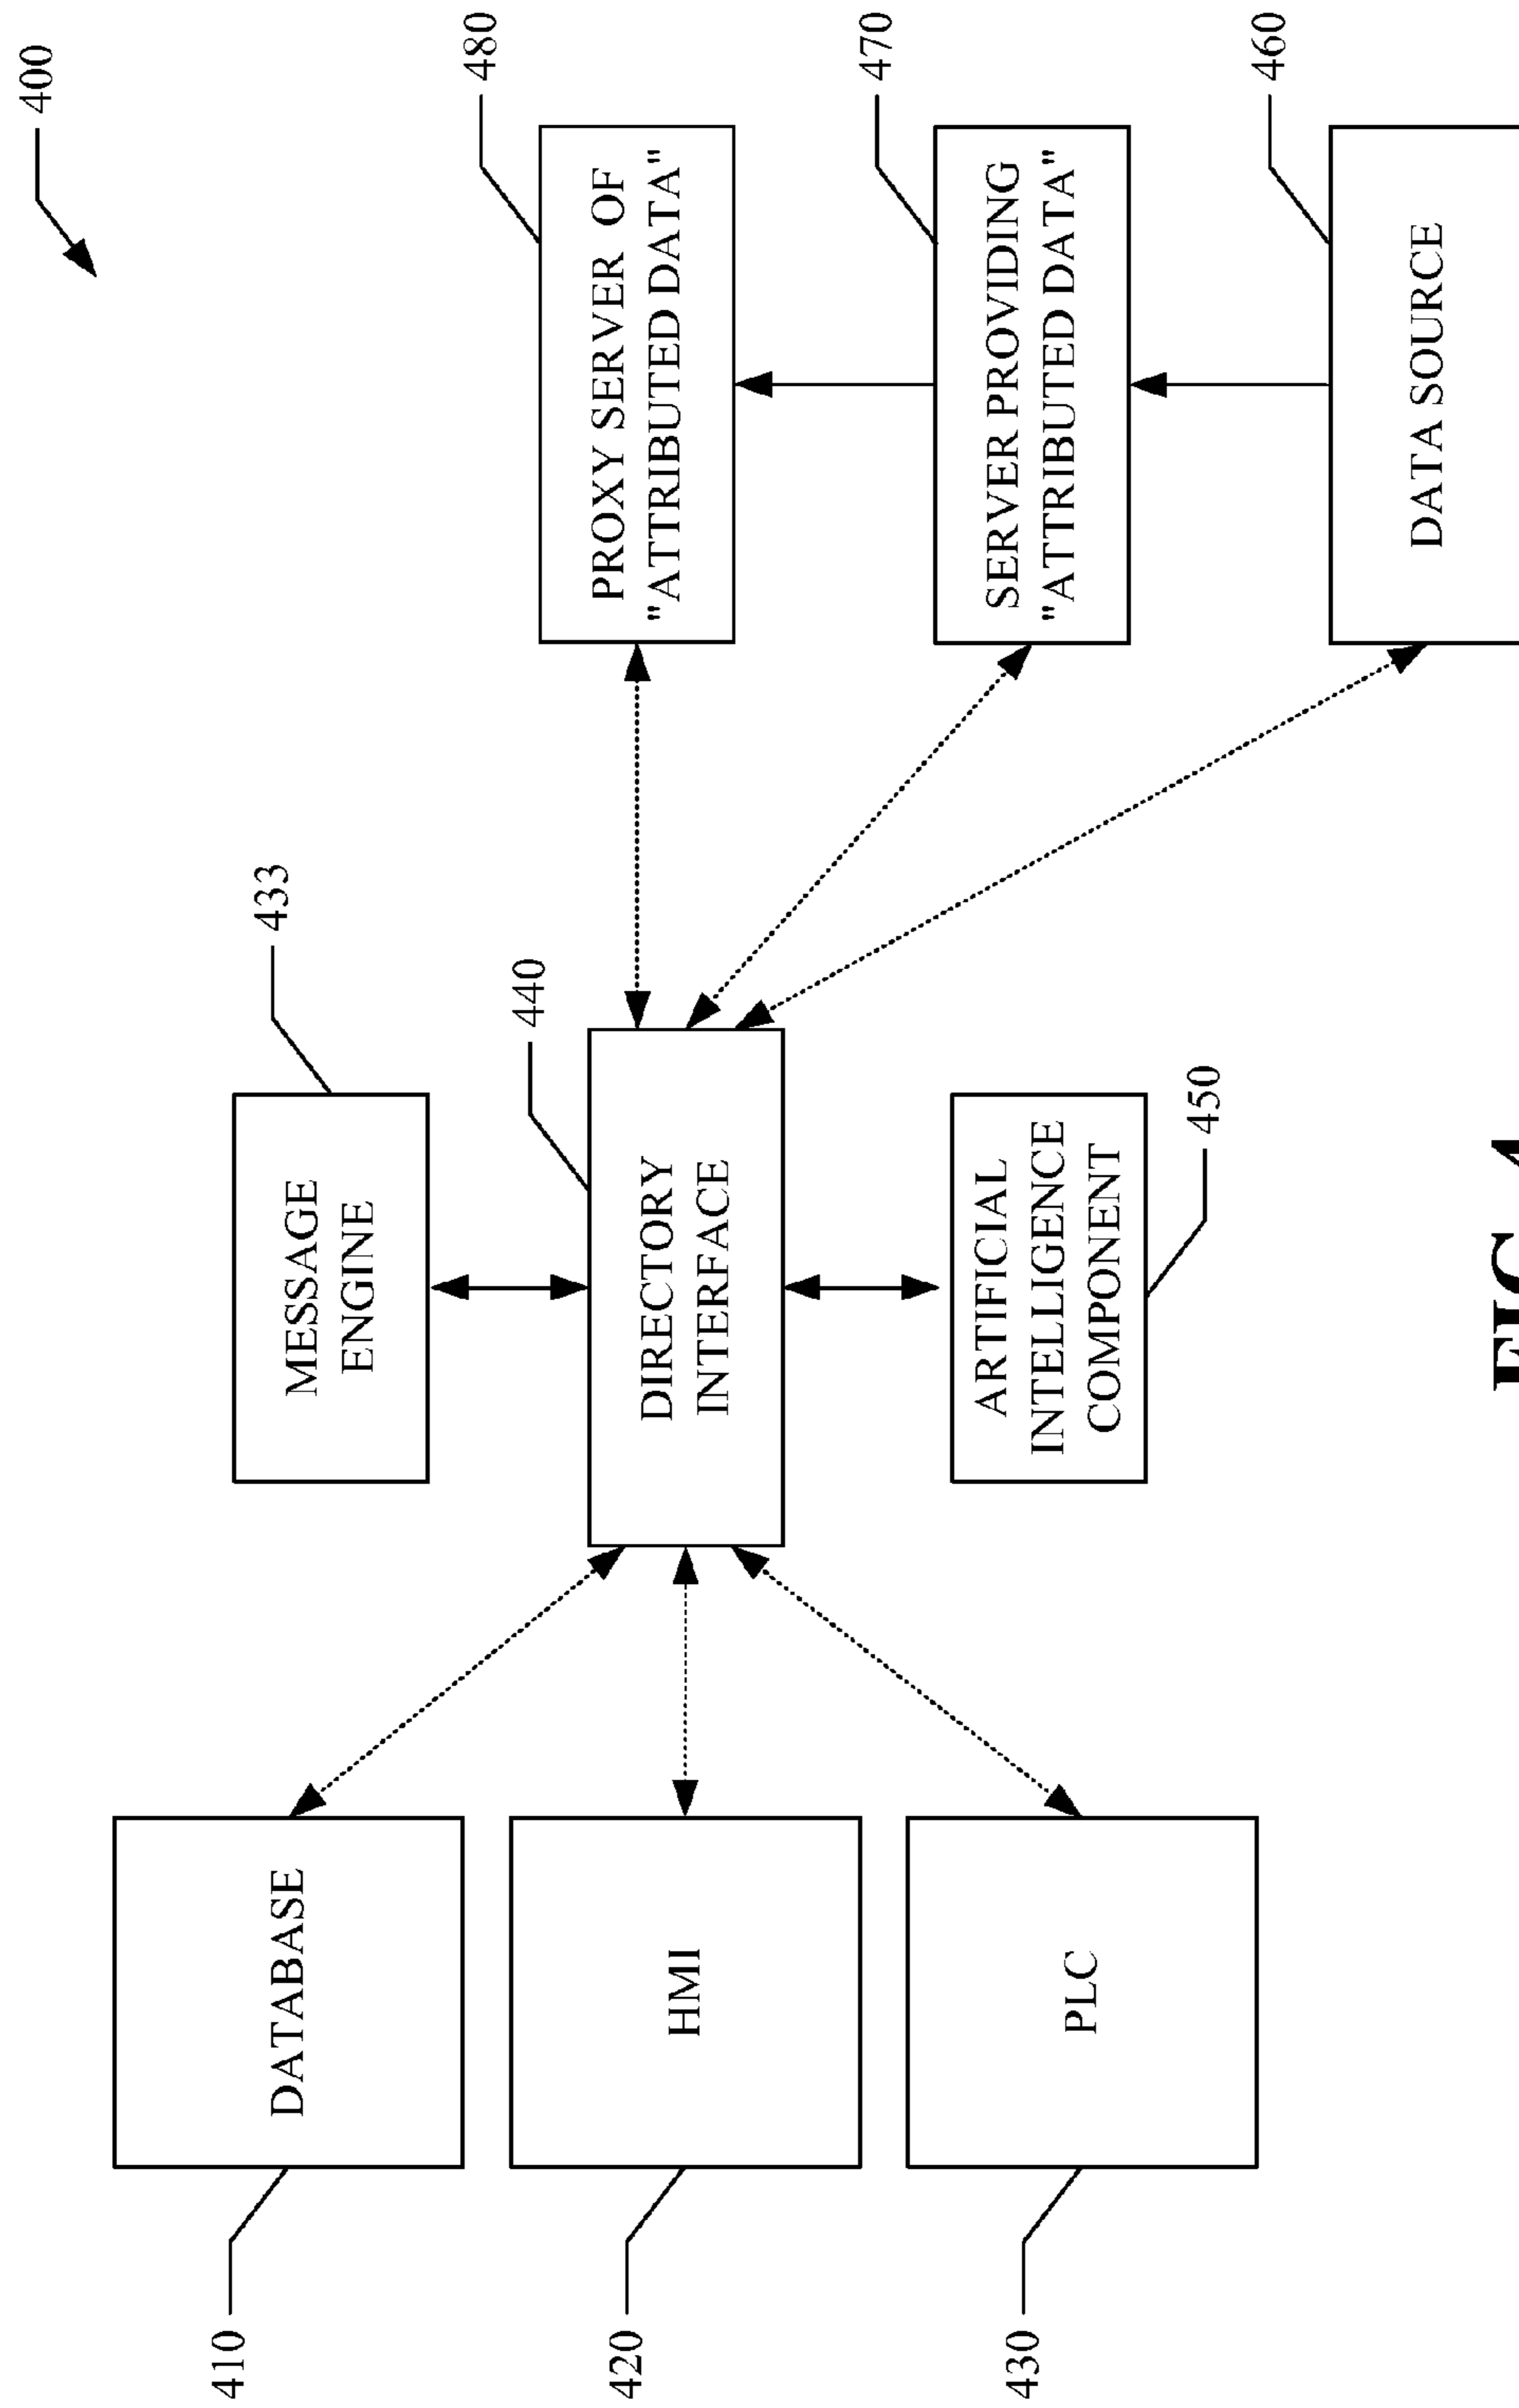 400
433
MESSAGE
ENGINE
410
DATABASE
440
DIRECTORY
INTERFACE
480
PROXY SERVER OF
"ATTRIBUTED DATA"
420
HMI
470
SERVER PROVIDING
"ATTRIBUTED DATA"
ARTIFICIAL
INTELLIGENCE
COMPONENT
450
430
PLC
460
DATA SOURCE